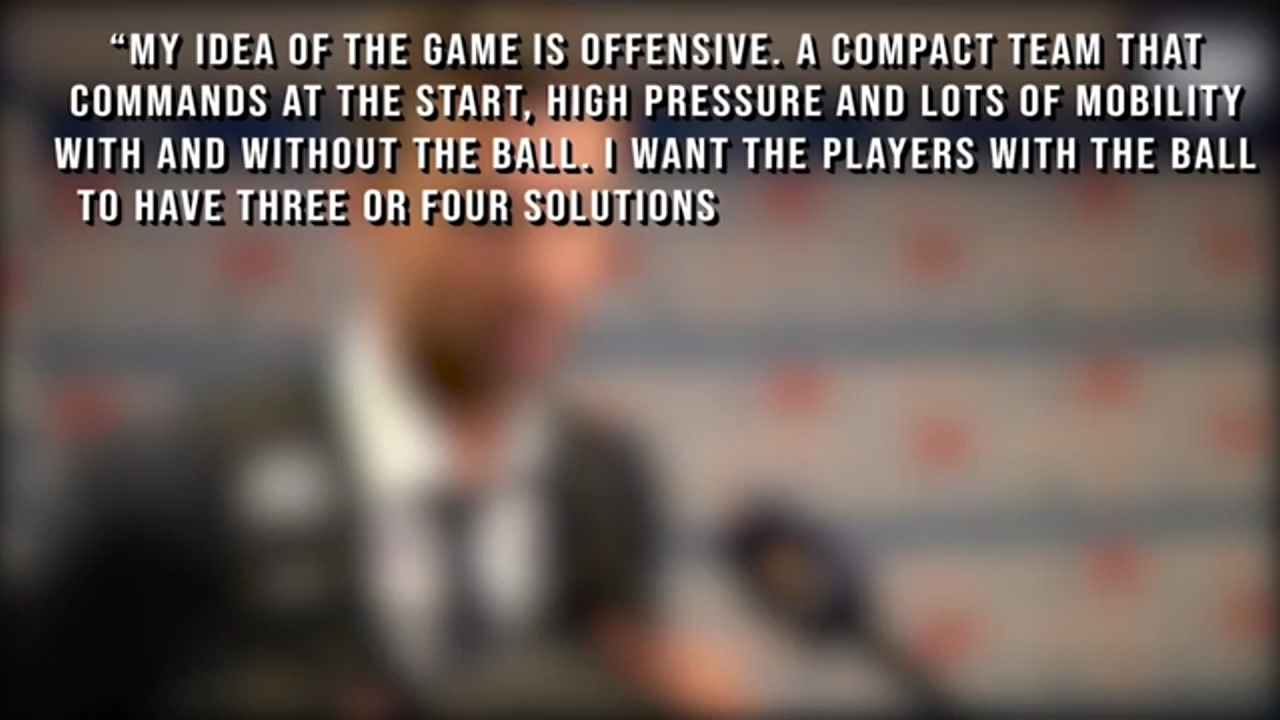 “MY IDEA OF THE GAME IS OFFENSIVE. A COMPACT TEAM THAT
COMMANDS AT THE START, HIGH PRESSURE AND LOTS OF MOBILITY
WITH AND WITHOUT THE BALL. I WANT THE PLAYERS WITH THE BALL
TO HAVE THREE OR FOUR SOLUTIONS